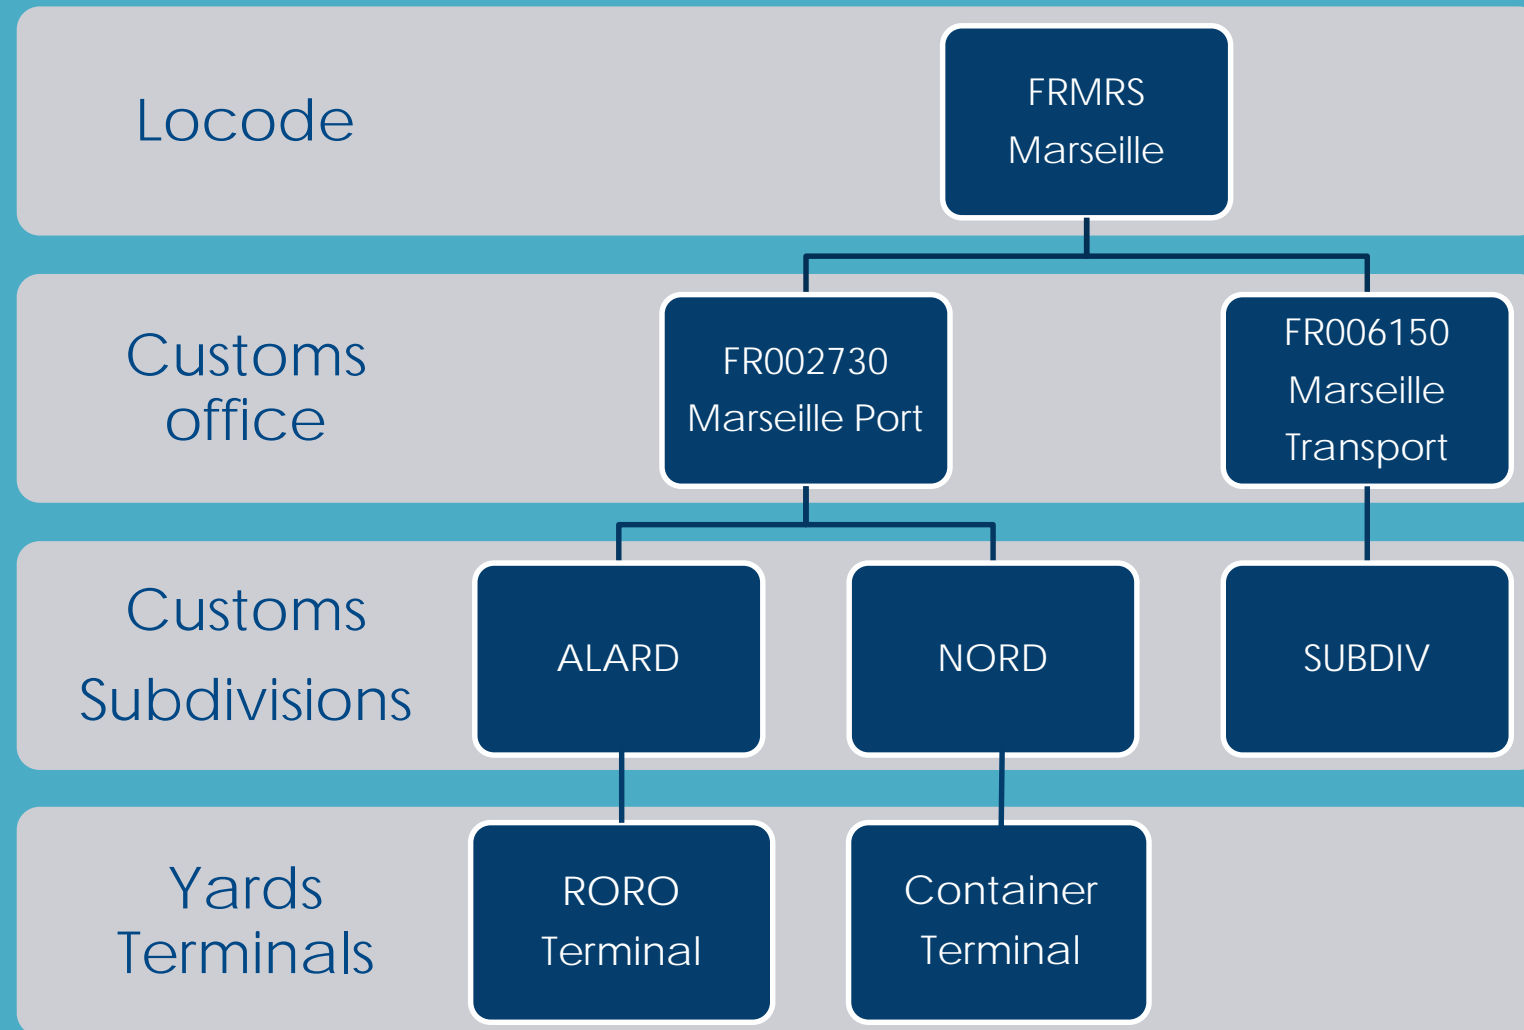 Locode
FRMRS
Marseille
Customs
office
FR002730
Marseille Port
FR006150
Marseille
Transport
Customs
Subdivisions
ALARD
NORD
SUBDIV
Yards
Terminals
RORO
Terminal
Container
Terminal